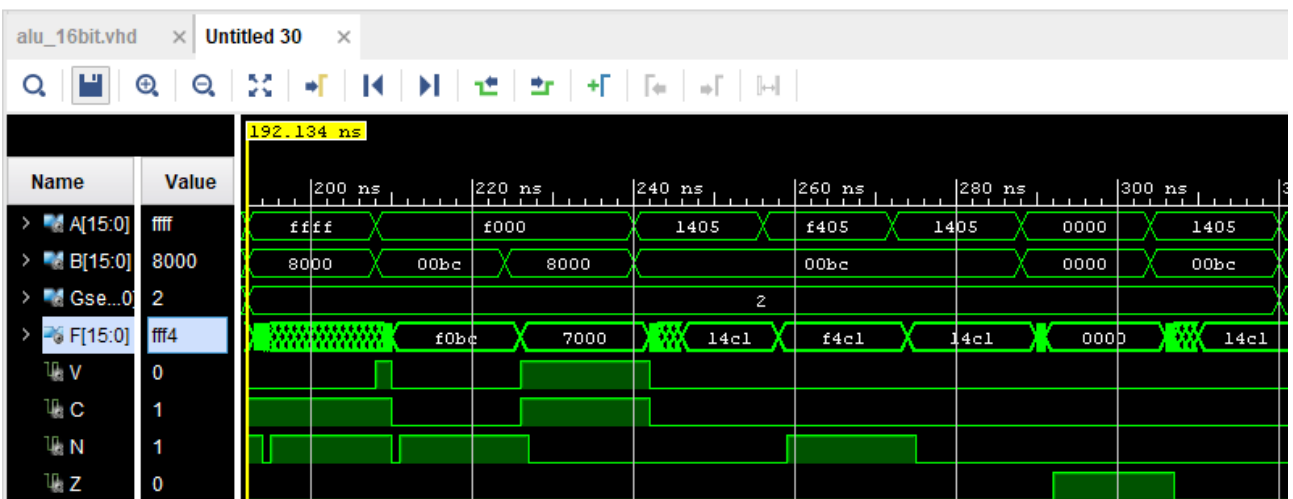 alu_16bit.vhd × Untitled 30 ×
192.134 ns
Name Value 200 ns 220 ns 240 ns 260 ns 280 ns 300 ns
A[15:0] ffff ffff f000 1405 f405 1405 0000 1405
B[15:0] 8000 8000 00bc 8000 00bc 0000 00bc
Gse...0] 2 2
F[15:0] fff4 f0bc 7000 14c1 f4c1 14c1 0000 14c1
V 0
C 1
N 1
Z 0